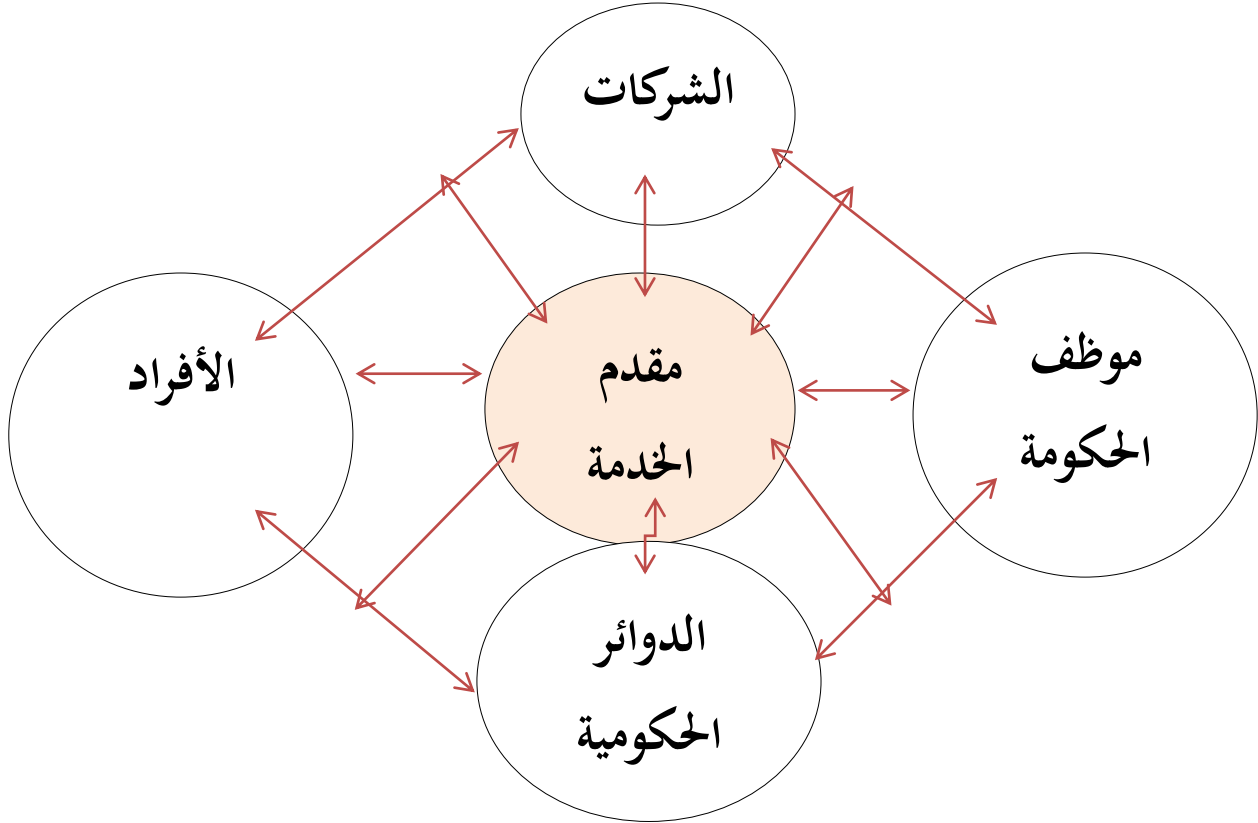 الشركات
موظف
الحكومة
مقدم
الخدمة
الأفراد
الدوائر
الحكومية